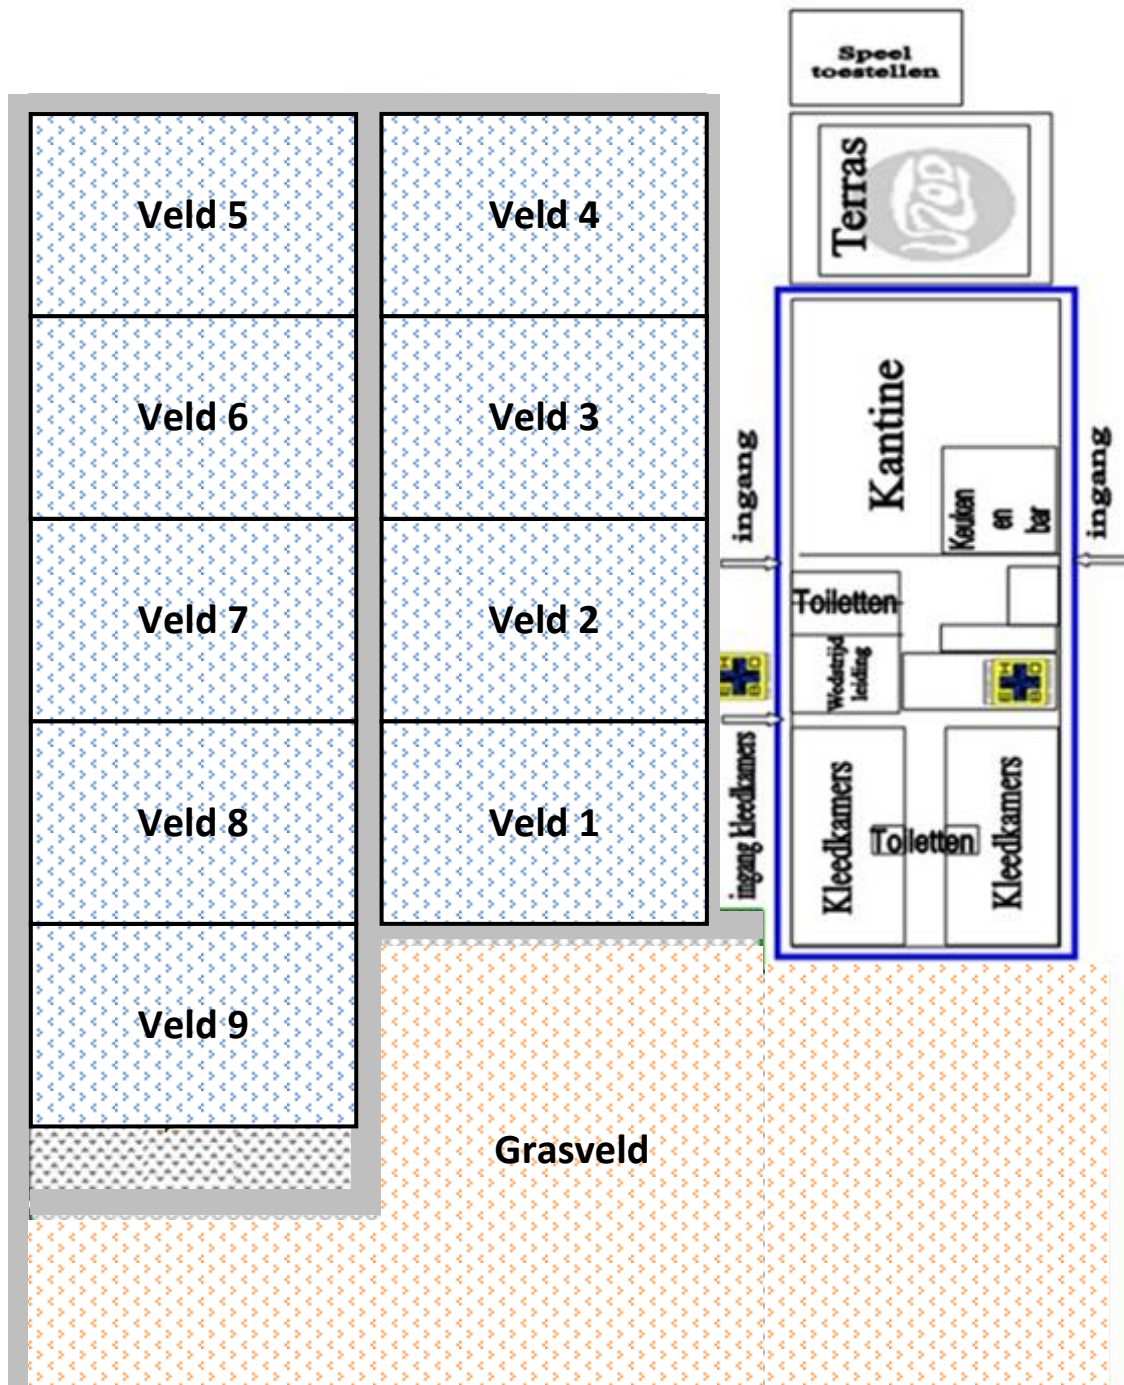 Speel
toestellen
Veld 5
Veld 4
Terras
UZOD
Veld 6
Veld 3
Kantine
ingang
ingang
Keuken
en
bar
Veld 7
Veld 2
Toiletten
Wedstrijd
leiding
E H
B O
E H
B O
Veld 8
Veld 1
ingang kleedkamers
Kleedkamers
Toiletten
Kleedkamers
Veld 9
Grasveld